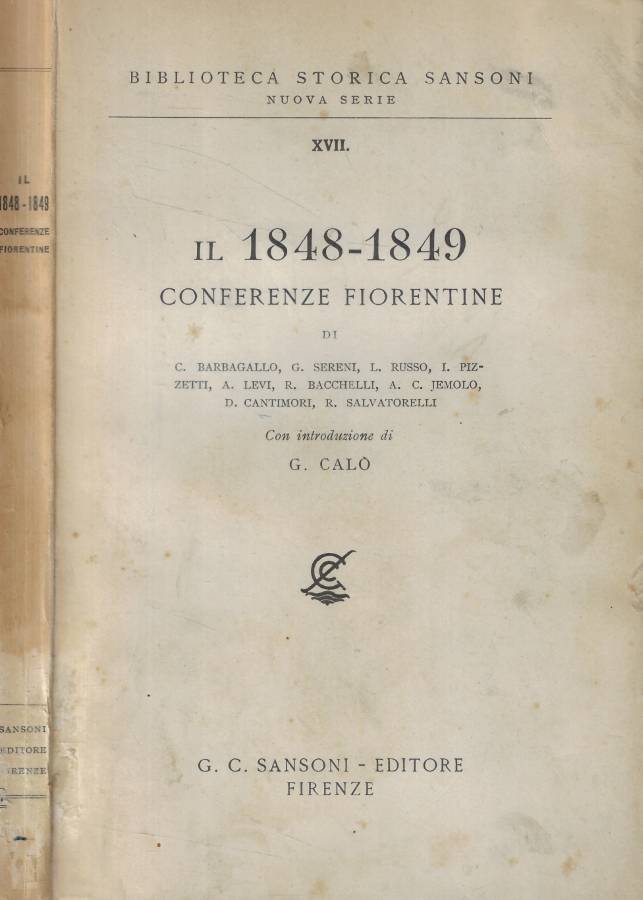 IL
1848-1849
CONFERENZE
FIORENTINE
SANSONI
EDITORE
BIBLIOTECA STORICA SANSONI
NUOVA SERIE
XVII.
IL 1848-1849
CONFERENZE FIORENTINE
DI
C. BARBAGALLO, G. SERENI, L. RUSSO, I. PIZ-
ZETTI, A. LEVI, R. BACCHELLI, A. C. JEMOLO,
D. CANTIMORI, R. SALVATORELLI
Con introduzione di
G. CALÒ
G. C. SANSONI - EDITORE
FIRENZE